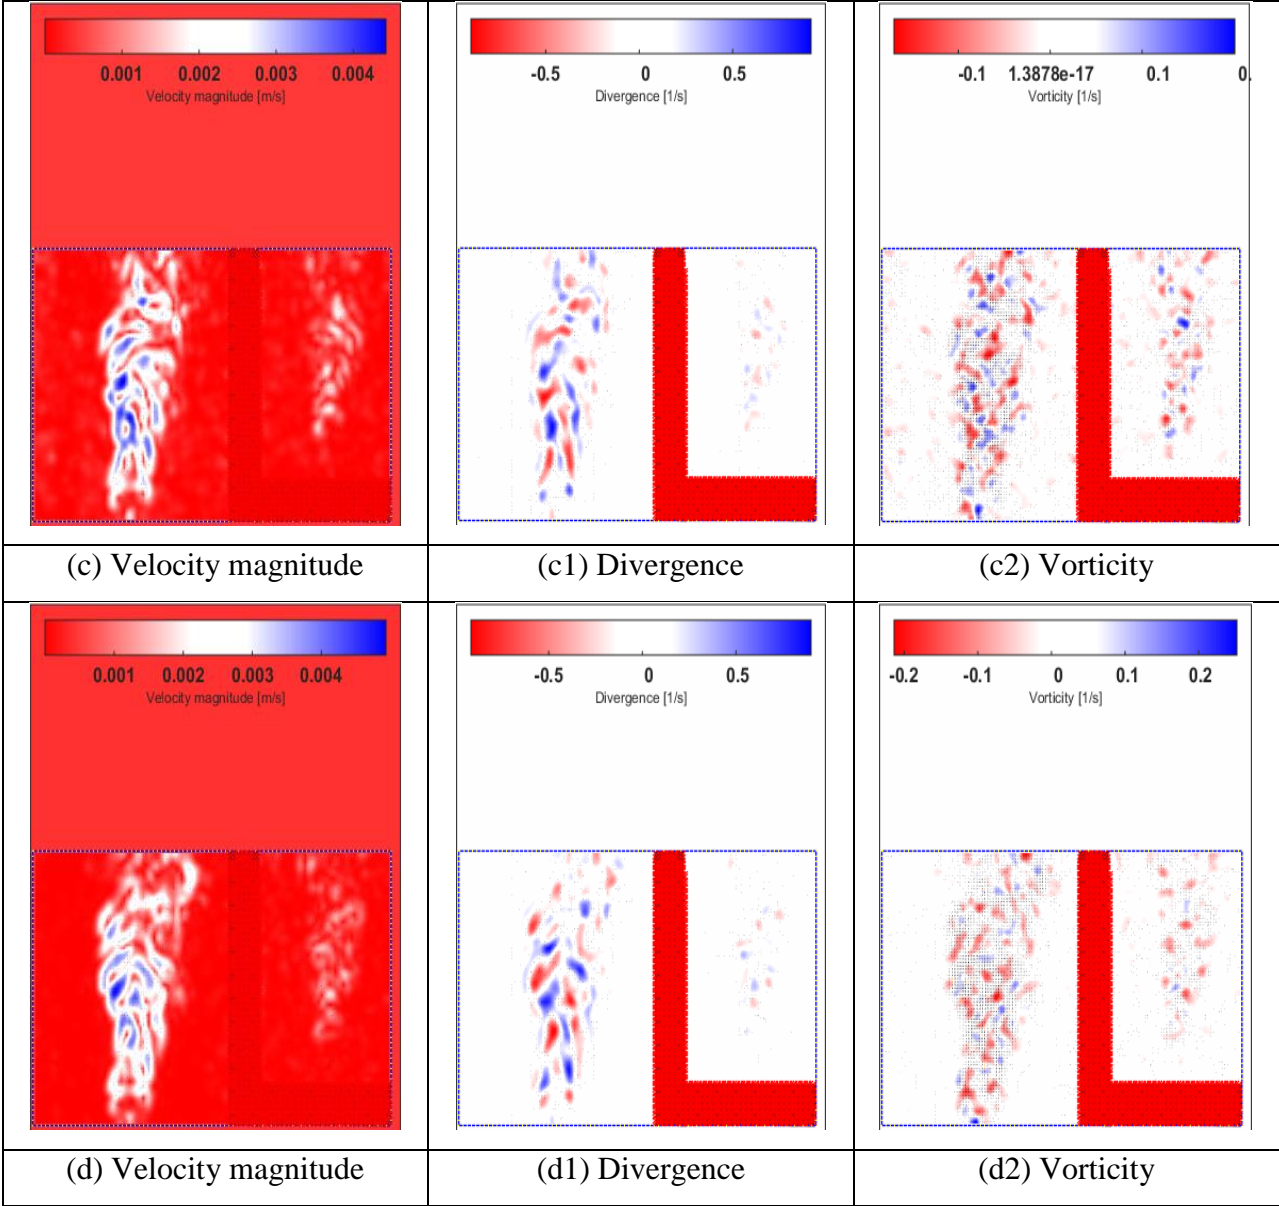 0.001 0.002 0.003 0.004
Velocity magnitude [m/s]
-0.5 0 0.5
Divergence [1/s]
-0.1 1.3878e-17 0.1 0.
Vorticity [1/s]
(c) Velocity magnitude
(c1) Divergence
(c2) Vorticity
0.001 0.002 0.003 0.004
Velocity magnitude [m/s]
-0.5 0 0.5
Divergence [1/s]
-0.2 -0.1 0 0.1 0.2
Vorticity [1/s]
(d) Velocity magnitude
(d1) Divergence
(d2) Vorticity